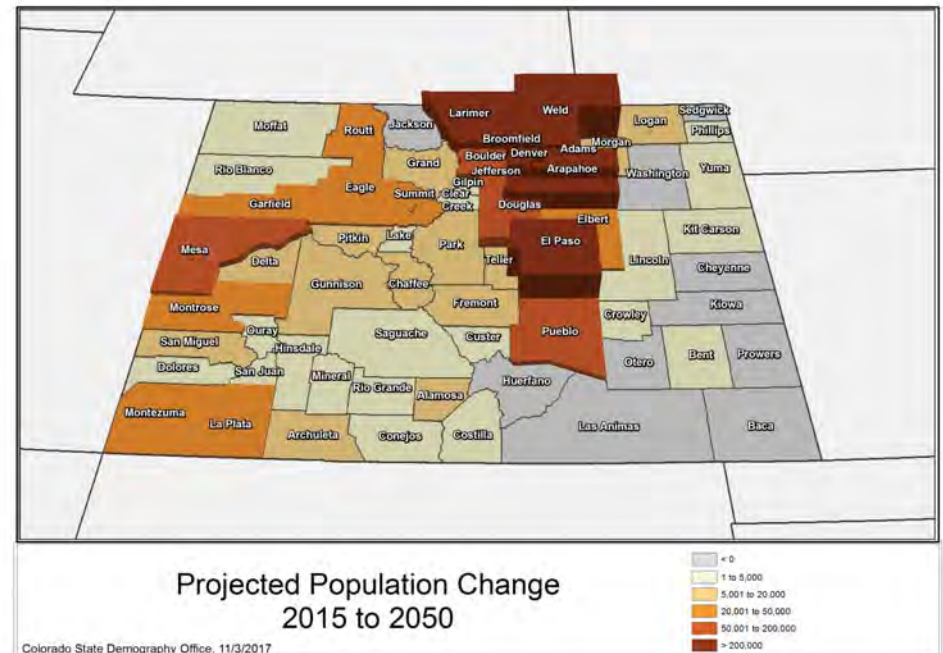 Larimer
Weld
Sedgwick
Moffat
Routt
Jackson
Logan
Phillips
Broomfield
Morgan
Boulder Denver Adams
Grand
Rio Blanco
Jefferson
Arapahoe
Washington
Yuma
Gilpin
Eagle
Summit Clear
Creek
Garfield
Douglas
Elbert
Pitkin
Lake
Park
El Paso
Kit Carson
Mesa
Delta
Teller
Lincoln
Cheyenne
Gunnison
Chaffee
Montrose
Fremont
Kiowa
Ouray
Saguache
Custer
Pueblo
Crowley
San Miguel
Hinsdale
Otero
Bent
Prowers
Dolores
San Juan
Mineral
Rio Grande
Huerfano
Alamosa
Montezuma
La Plata
Archuleta
Conejos
Costilla
Las Animas
Baca
Projected Population Change
2015 to 2050
Colorado State Demography Office, 11/3/2017
< 0
1 to 5,000
5,001 to 20,000
20,001 to 50,000
50,001 to 200,000
> 200,000